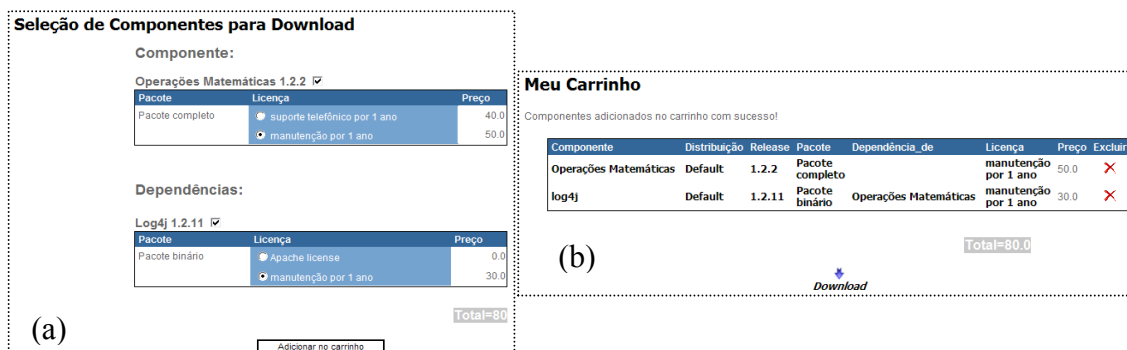 Seleção de Componentes para Download
Componente:
Operações Matemáticas 1.2.2
Pacote Licença Preço
Pacote completo suporte telefônico por 1 ano 40.0
manutenção por 1 ano 50.0
Dependências:
Log4j 1.2.11
Pacote Licença Preço
Pacote binário Apache license 0.0
manutenção por 1 ano 30.0
Total=80
(a)
Adicionar no carrinho
Meu Carrinho
Componentes adicionados no carrinho com sucesso!
Componente Distribuição Release Pacote Dependência_de Licença Preço Excluir
Operações Matemáticas Default 1.2.2 Pacote completo manutenção por 1 ano 50.0
log4j Default 1.2.11 Pacote binário Operações Matemáticas manutenção por 1 ano 30.0
Total=80.0
(b)
Download